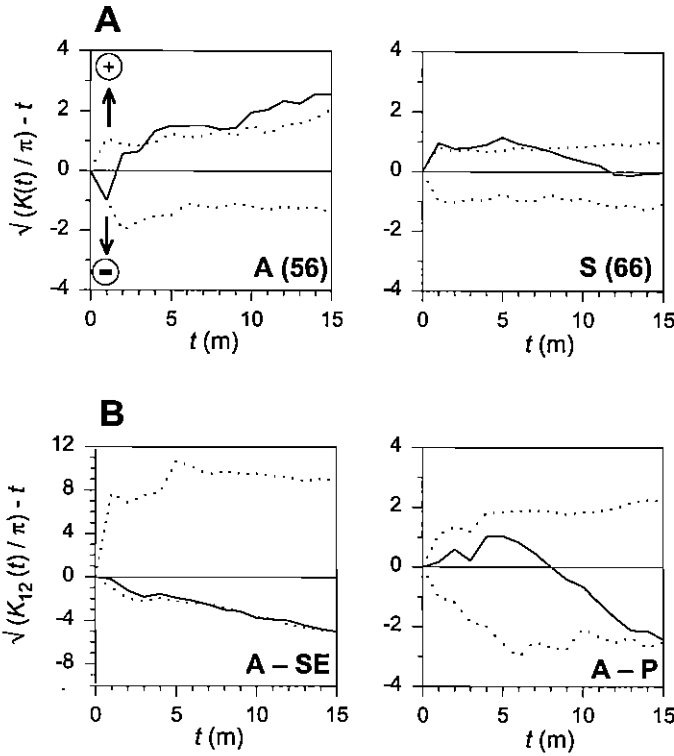 A
√ (K(t) / π) - t
4
2
0
-2
-4
+
-
A (56)
0 5 10 15
t (m)
4
2
0
-2
-4
S (66)
0 5 10 15
t (m)
B
√ (K12 (t) / π) - t
12
8
4
0
-4
-8
A – SE
0 5 10 15
t (m)
4
2
0
-2
-4
A – P
0 5 10 15
t (m)